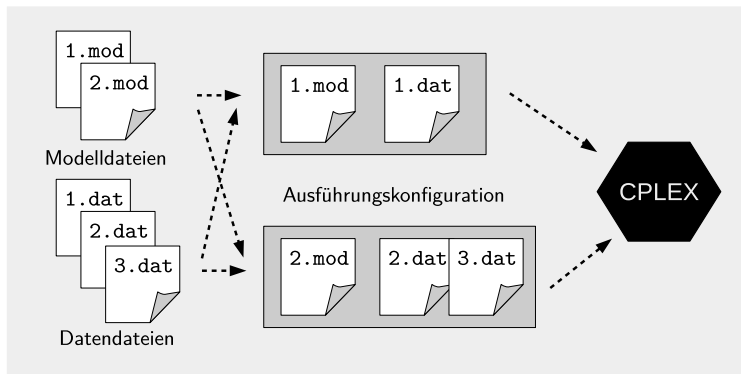 1.mod
2.mod
Modelldateien
1.dat
2.dat
3.dat
Datendateien
1.mod
1.dat
Ausführungskonfiguration
2.mod
2.dat
3.dat
CPLEX